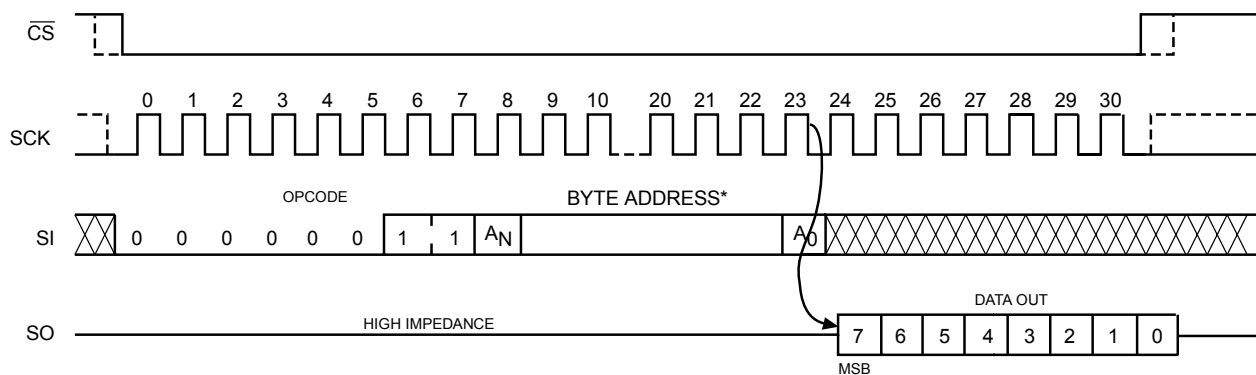 CS
0 1 2 3 4 5 6 7 8 9 10 20 21 22 23 24 25 26 27 28 29 30
SCK
OPCODE BYTE ADDRESS*
SI 0 0 0 0 0 0 1 1 AN A0
DATA OUT
SO HIGH IMPEDANCE 7 6 5 4 3 2 1 0
MSB